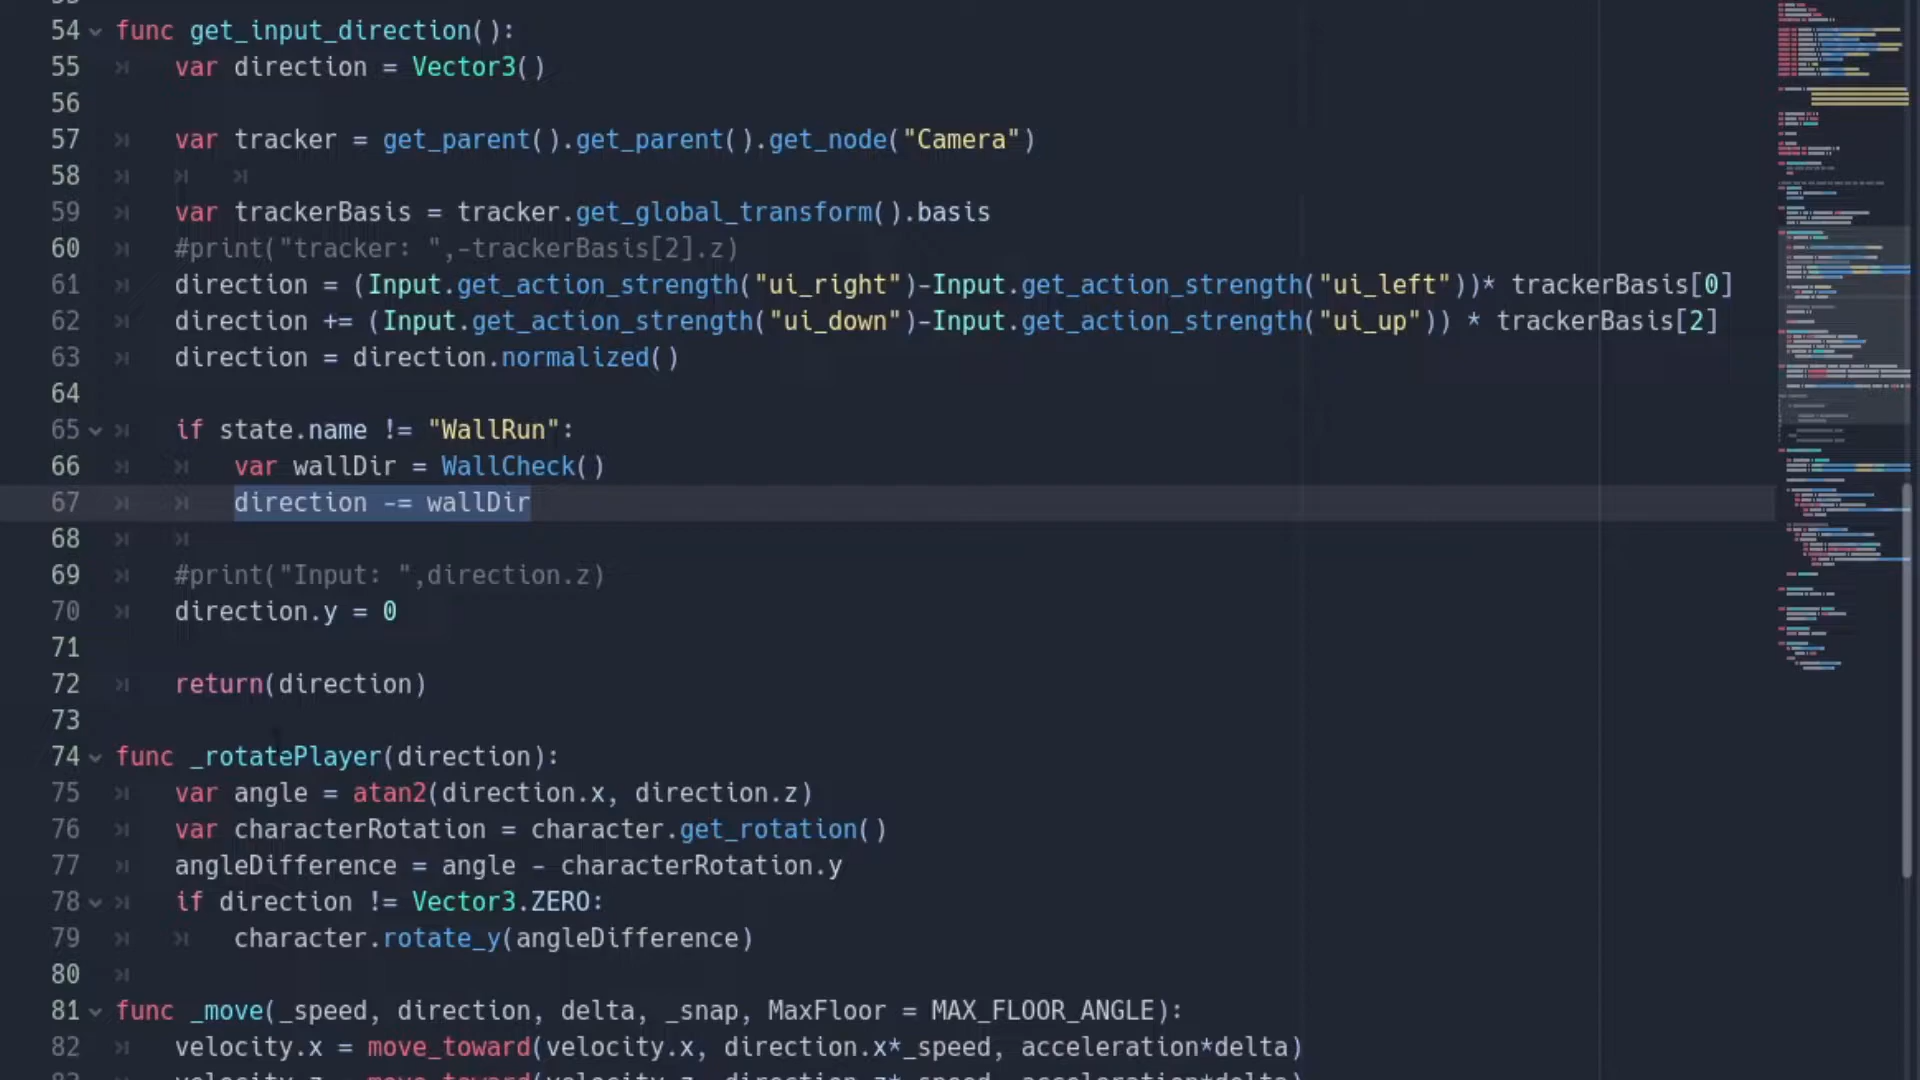 54 func get_input_direction():
55 var direction = Vector3()
56
57 var tracker = get_parent().get_parent().get_node("Camera")
58
59 var trackerBasis = tracker.get_global_transform().basis
60 #print("tracker: ",-trackerBasis[2].z)
61 direction = (Input.get_action_strength("ui_right")-Input.get_action_strength("ui_left"))* trackerBasis[0]
62 direction += (Input.get_action_strength("ui_down")-Input.get_action_strength("ui_up")) * trackerBasis[2]
63 direction = direction.normalized()
64
65 if state.name != "WallRun":
66 var wallDir = WallCheck()
67 direction -= wallDir
68
69 #print("Input: ",direction.z)
70 direction.y = 0
71
72 return(direction)
73
74 func _rotatePlayer(direction):
75 var angle = atan2(direction.x, direction.z)
76 var characterRotation = character.get_rotation()
77 angleDifference = angle - characterRotation.y
78 if direction != Vector3.ZERO:
79 character.rotate_y(angleDifference)
80
81 func _move(_speed, direction, delta, _snap, MaxFloor = MAX_FLOOR_ANGLE):
82 velocity.x = move_toward(velocity.x, direction.x*_speed, acceleration*delta)